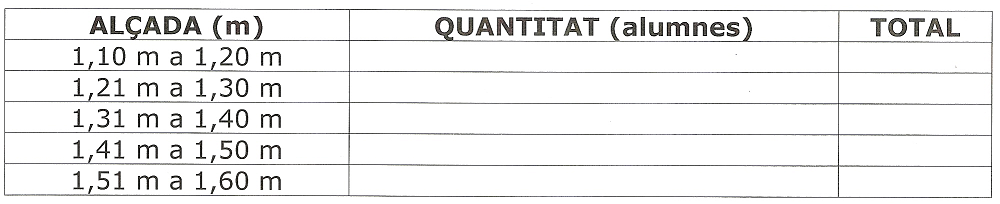 ALÇADA (m) QUANTITAT (alumnes) TOTAL
1,10 m a 1,20 m
1,21 m a 1,30 m
1,31 m a 1,40 m
1,41 m a 1,50 m
1,51 m a 1,60 m